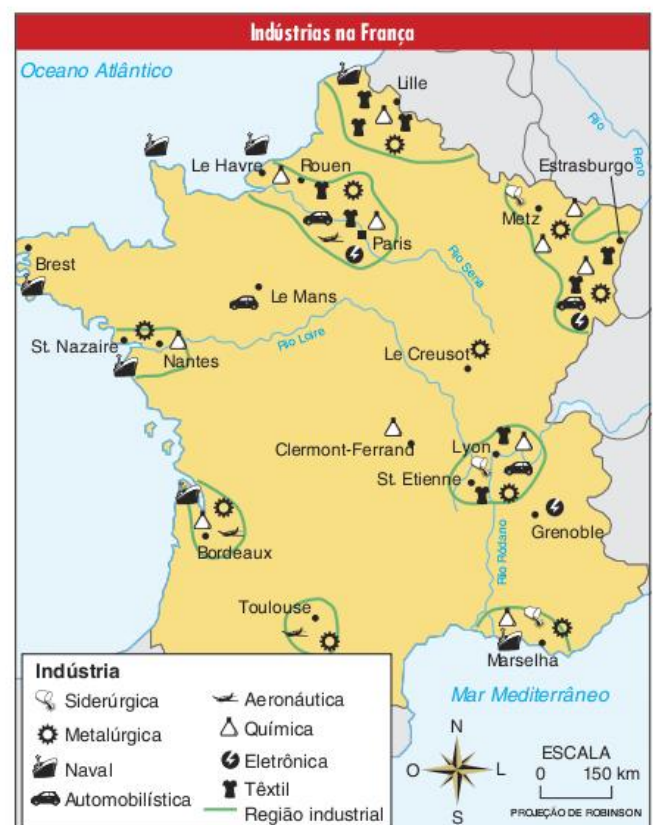 Indústrias na França
Oceano Atlântico
Lille
Rio Reno
Le Havre
Rouen
Estrasburgo
Metz
Paris
Brest
Rio Sena
Le Mans
St. Nazaire
Nantes
Rio Loire
Le Creusot
Clermont-Ferrand
Lyon
St. Etienne
Grenoble
Bordeaux
Rio Ródano
Toulouse
Marselha
Mar Mediterrâneo
Indústria
Siderúrgica
Metalúrgica
Naval
Automobilística
Aeronáutica
Química
Eletrônica
Têxtil
Região industrial
N
O
L
S
ESCALA
0 150 km
PROJEÇÃO DE ROBINSON